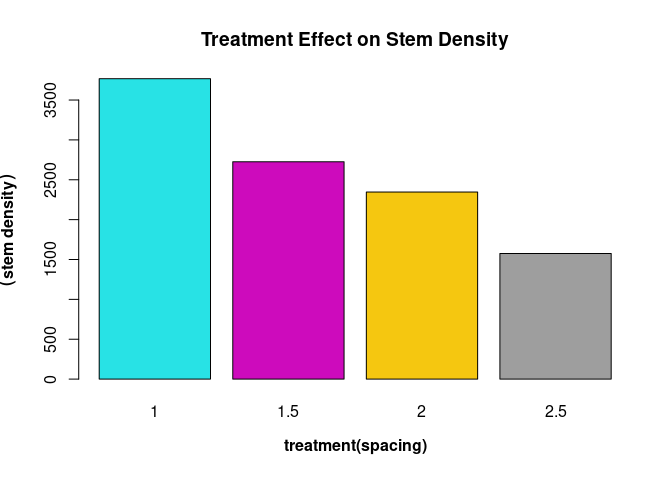 Treatment Effect on Stem Density
3500
2500
1500
500
0
(stem density)
1 1.5 2 2.5
treatment(spacing)